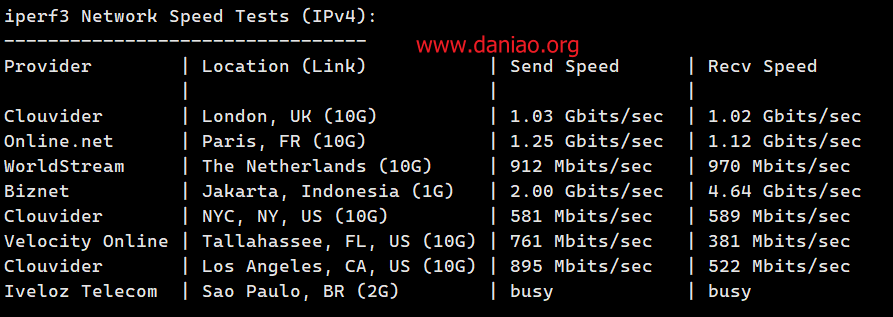 iperf3 Network Speed Tests (IPv4):
---------------------------------
www.daniao.org
Provider | Location (Link) | Send Speed | Recv Speed
| | |
Clouvider | London, UK (10G) | 1.03 Gbits/sec | 1.02 Gbits/sec
Online.net | Paris, FR (10G) | 1.25 Gbits/sec | 1.12 Gbits/sec
WorldStream | The Netherlands (10G) | 912 Mbits/sec | 970 Mbits/sec
Biznet | Jakarta, Indonesia (1G) | 2.00 Gbits/sec | 4.64 Gbits/sec
Clouvider | NYC, NY, US (10G) | 581 Mbits/sec | 589 Mbits/sec
Velocity Online | Tallahassee, FL, US (10G) | 761 Mbits/sec | 381 Mbits/sec
Clouvider | Los Angeles, CA, US (10G) | 895 Mbits/sec | 522 Mbits/sec
Iveloz Telecom | Sao Paulo, BR (2G) | busy | busy